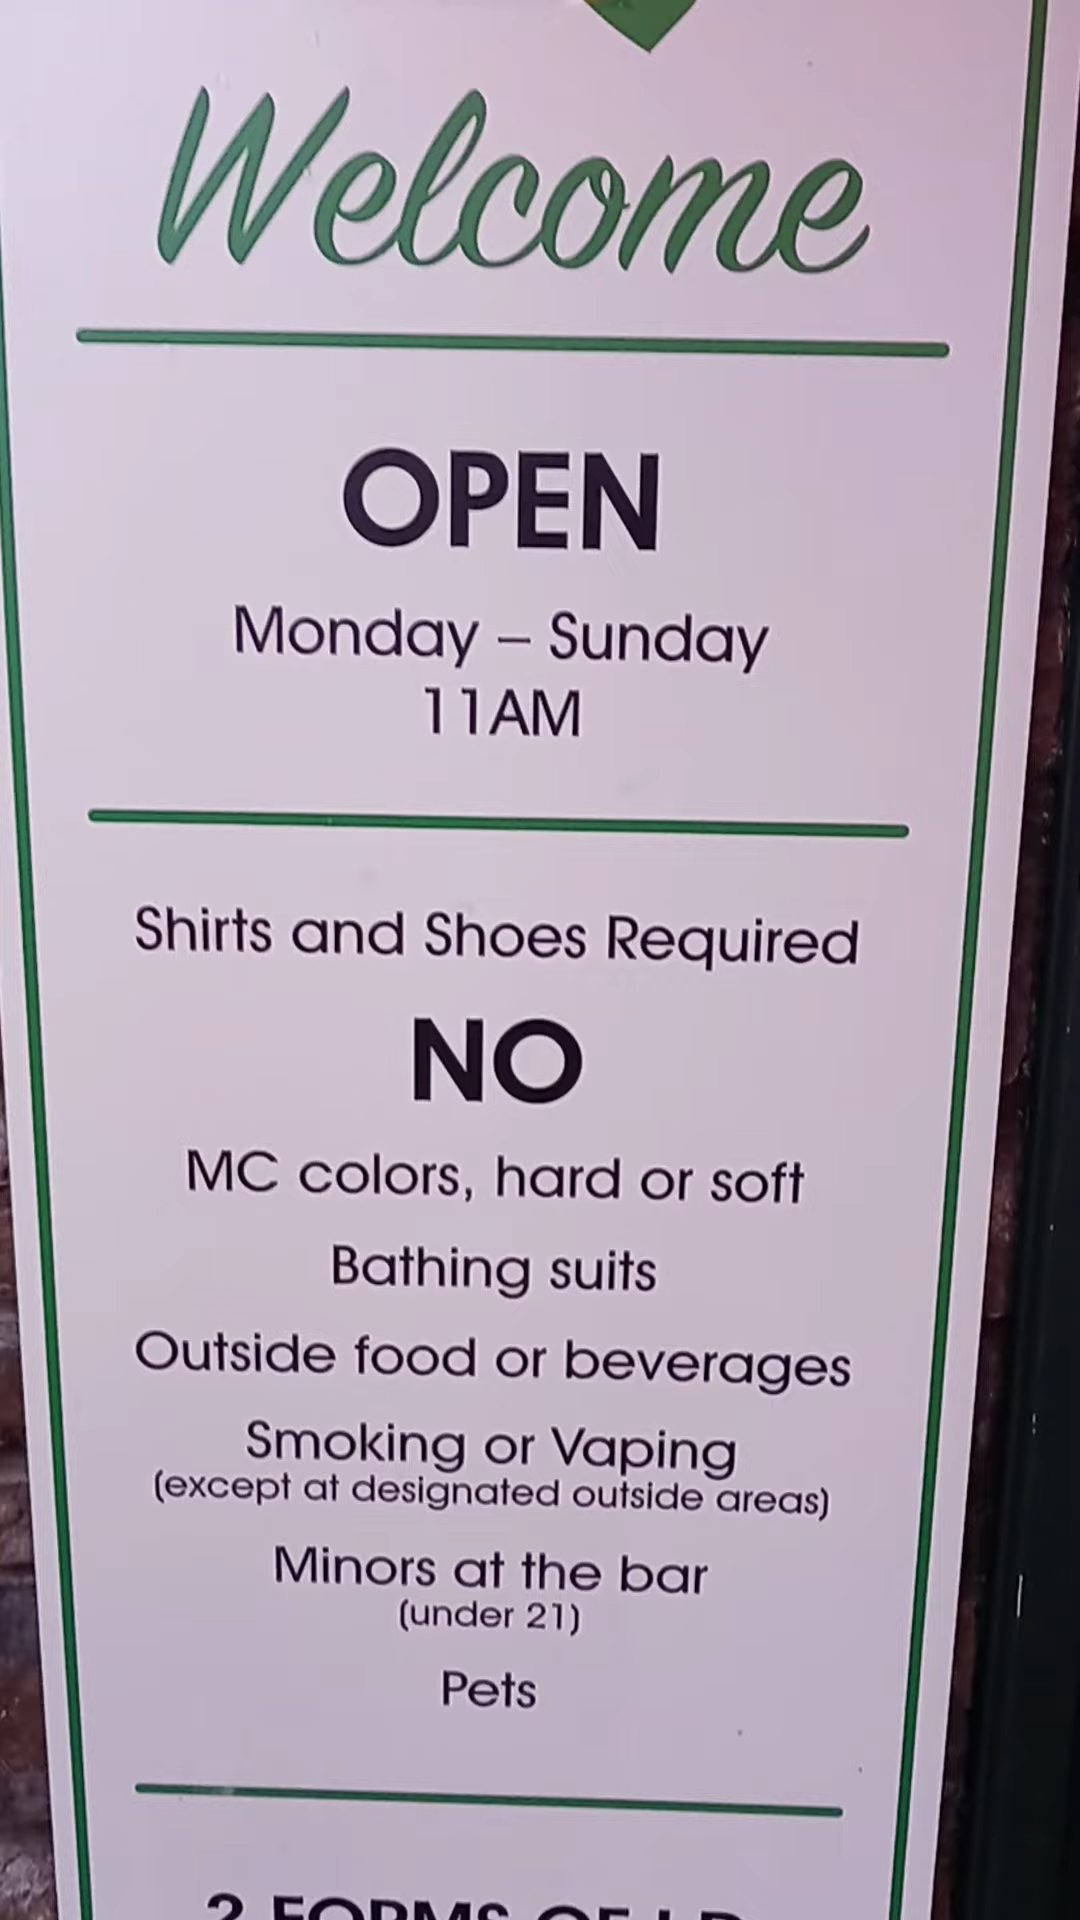 Welcome
OPEN
Monday – Sunday
11AM
Shirts and Shoes Required
NO
MC colors, hard or soft
Bathing suits
Outside food or beverages
Smoking or Vaping
(except at designated outside areas)
Minors at the bar
(under 21)
Pets
2 FORMS OF I.D.